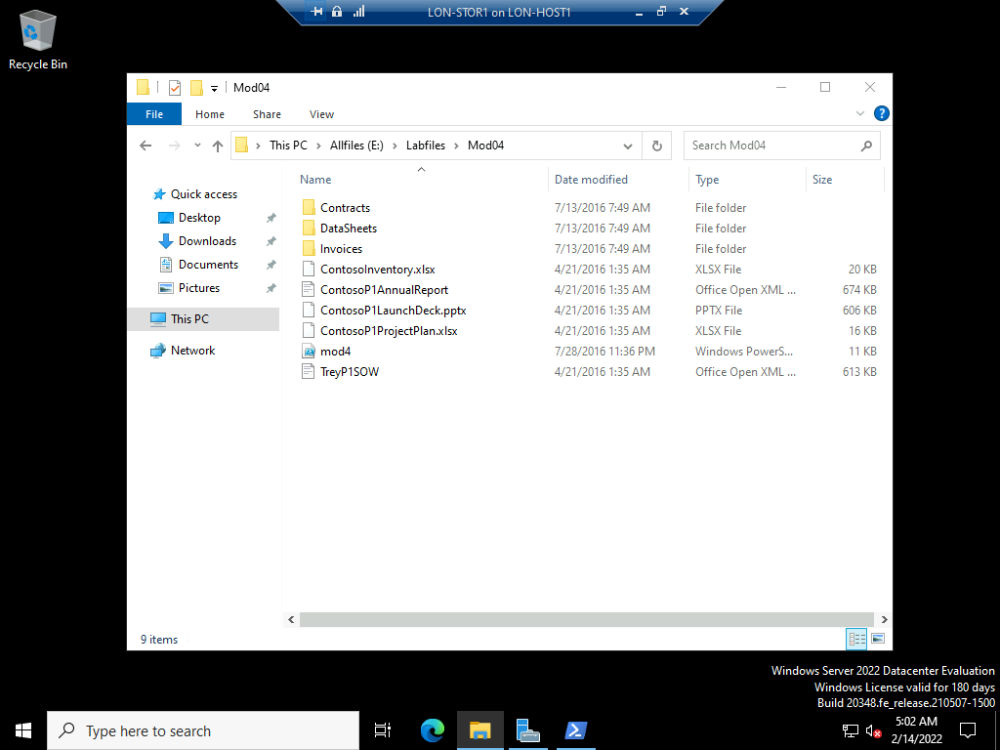 LON-STOR1 on LON-HOST1
Recycle Bin
Mod04
File Home Share View
This PC Allfiles (E:) Labfiles Mod04
Search Mod04
Name Date modified Type Size
Quick access
Desktop
Downloads
Documents
Pictures
This PC
Network
Contracts 7/13/2016 7:49 AM File folder
DataSheets 7/13/2016 7:49 AM File folder
Invoices 7/13/2016 7:49 AM File folder
ContosoInventory.xlsx 4/21/2016 1:35 AM XLSX File 20 KB
ContosoP1AnnualReport 4/21/2016 1:35 AM Office Open XML ... 674 KB
ContosoP1LaunchDeck.pptx 4/21/2016 1:35 AM PPTX File 606 KB
ContosoP1ProjectPlan.xlsx 4/21/2016 1:35 AM XLSX File 16 KB
mod4 7/28/2016 11:36 PM Windows PowerS... 11 KB
TreyP1SOW 4/21/2016 1:35 AM Office Open XML ... 613 KB
9 items
Windows Server 2022 Datacenter Evaluation
Windows License valid for 180 days
Build 20348.fe_release.210507-1500
Type here to search
5:02 AM
2/14/2022